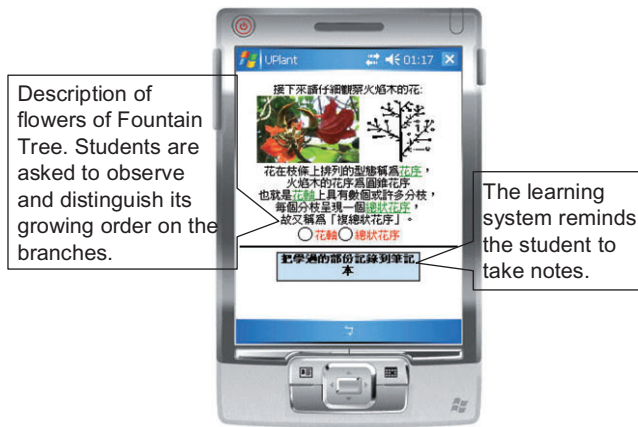 UPlant
01:17
接下來請仔細觀察火焰木的花:
花在枝條上排列的型態稱為花序,
火焰木的花序為圓錐花序
也就是花軸上具有數個或許多分枝,
每個分枝呈現一個總狀花序,
故又稱為「複總狀花序」。
花軸 總狀花序
把學過的部份記錄到筆記
本
Description of
flowers of Fountain
Tree. Students are
asked to observe
and distinguish its
growing order on the
branches.
The learning
system reminds
the student to
take notes.